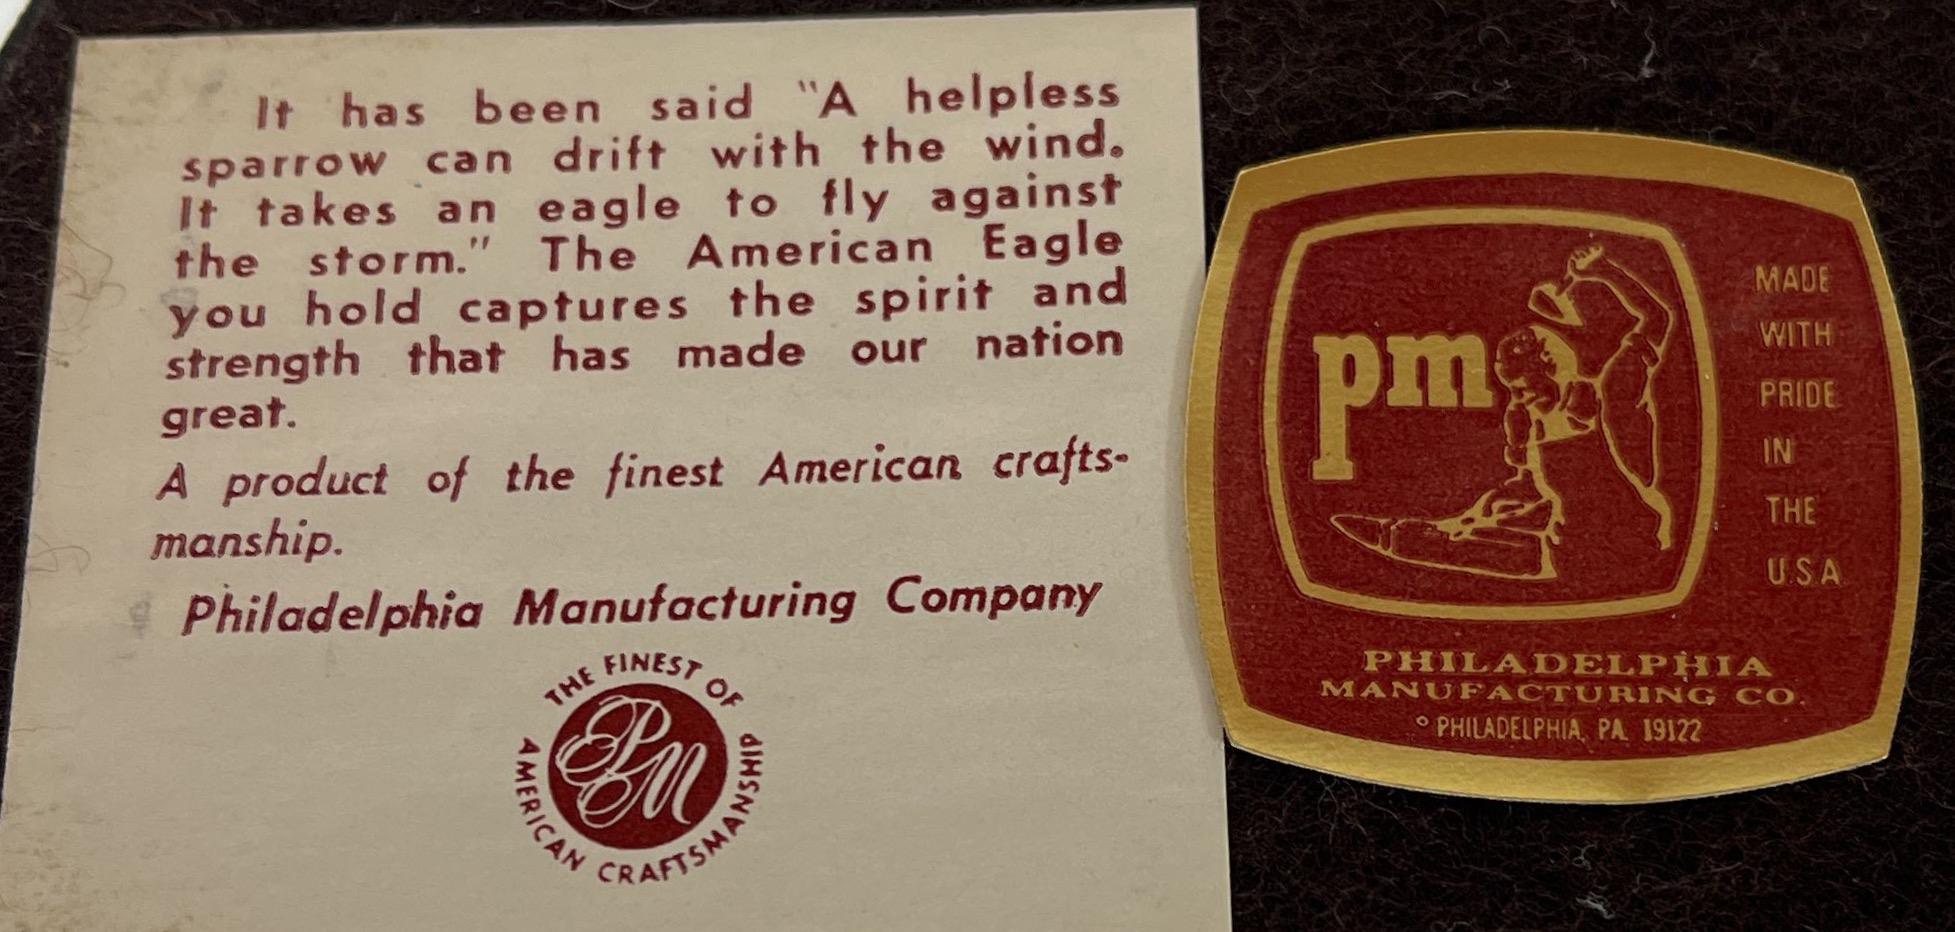 It has been said "A helpless
sparrow can drift with the wind.
It takes an eagle to fly against
the storm." The American Eagle
you hold captures the spirit and
strength that has made our nation
great.
A product of the finest American crafts-
manship.
Philadelphia Manufacturing Company
THE FINEST OF
PM
AMERICAN CRAFTSMANSHIP
pm
MADE
WITH
PRIDE
IN
THE
U.S.A.
PHILADELPHIA
MANUFACTURING CO.
° PHILADELPHIA, PA. 19122